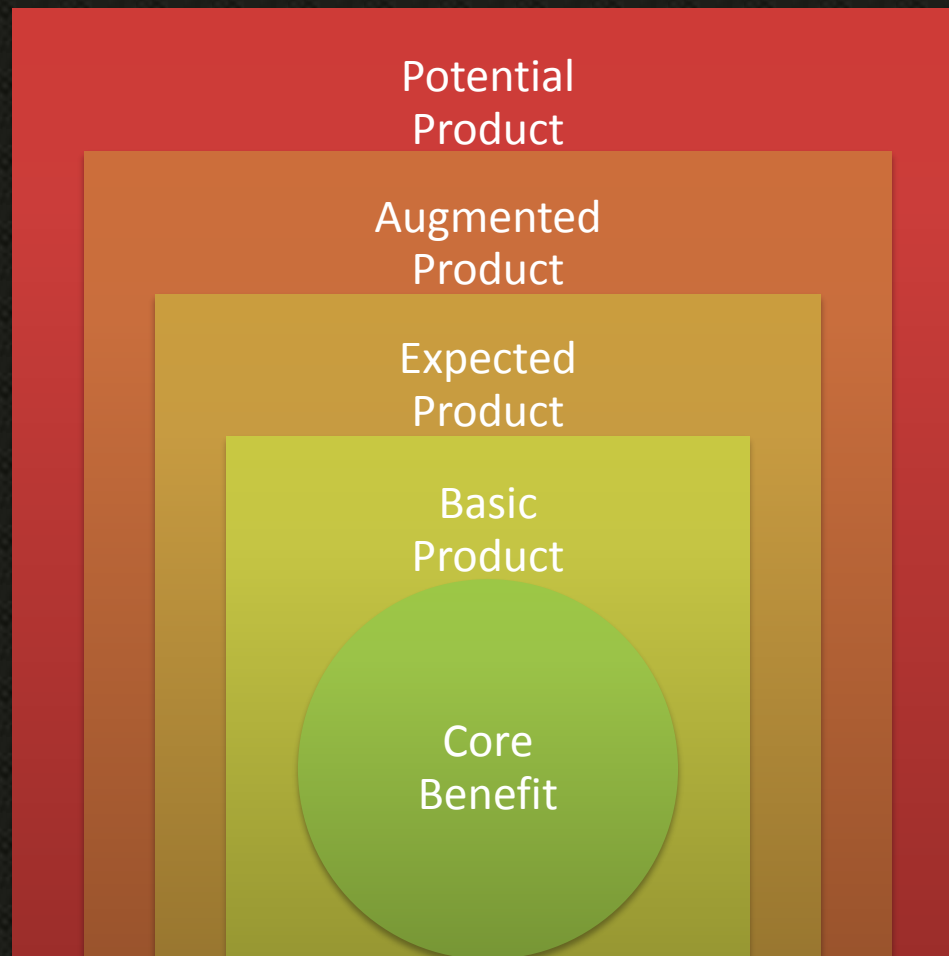 Potential
Product
Augmented
Product
Expected
Product
Basic
Product
Core
Benefit